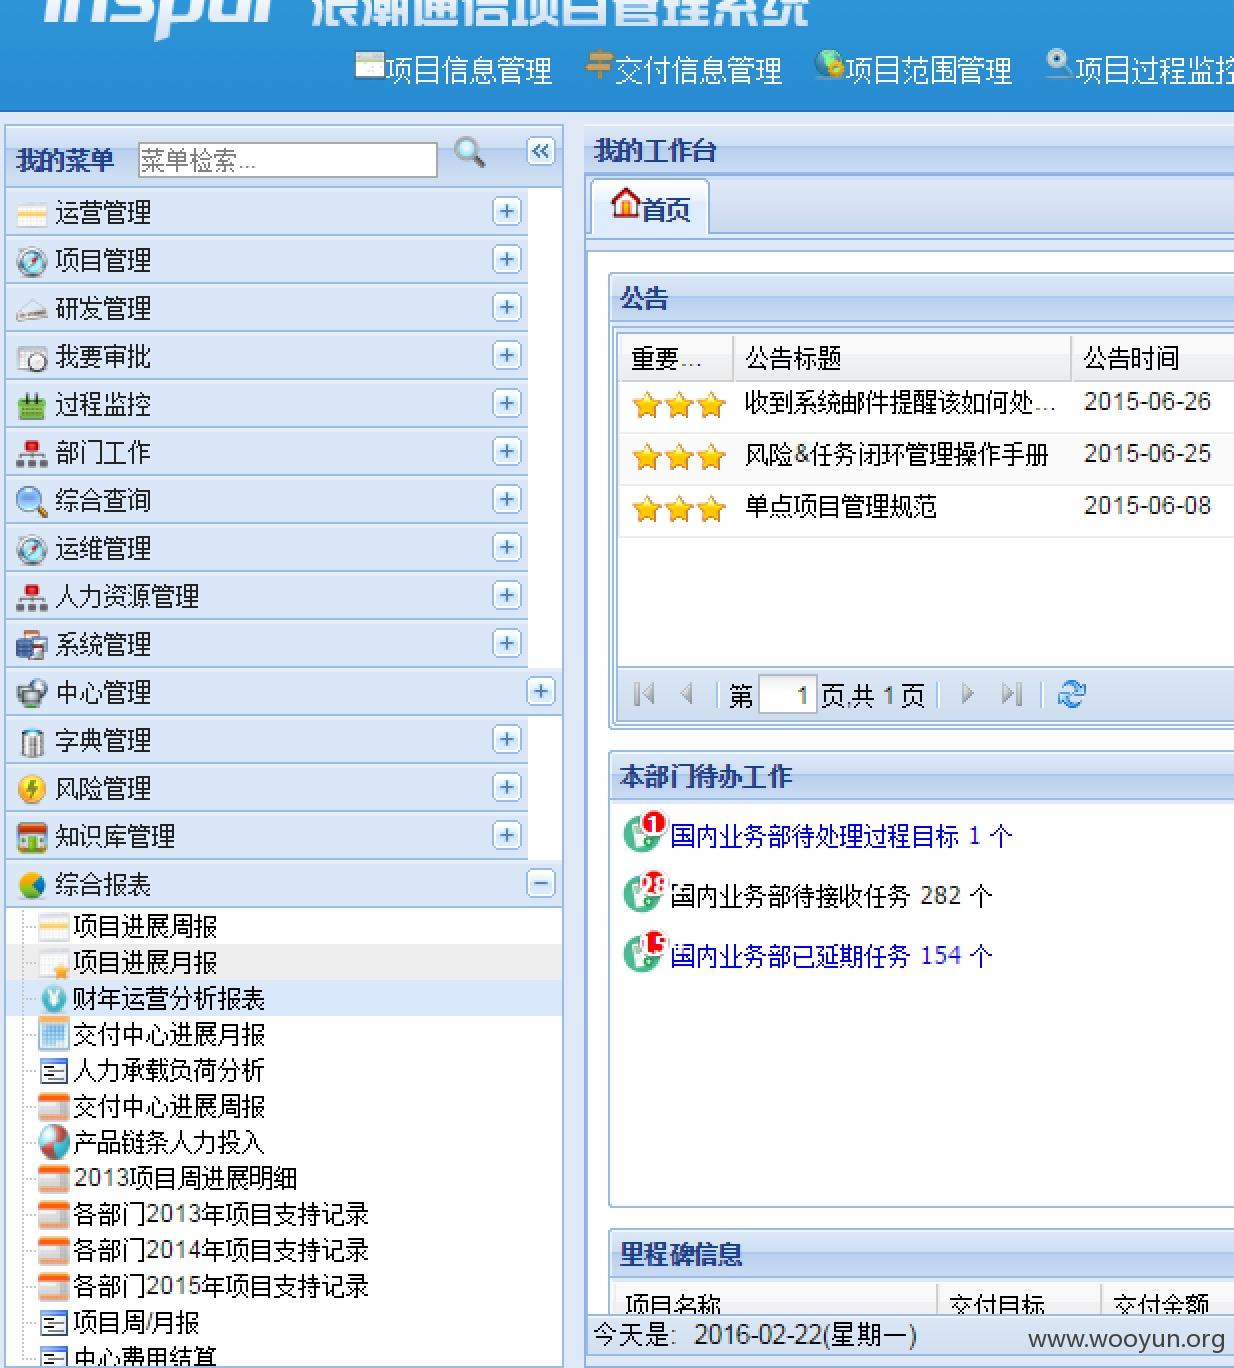 inspur 浪潮通信项目管理系统
项目信息管理 交付信息管理 项目范围管理 项目过程监控
我的菜单 菜单检索...
运营管理
项目管理
研发管理
我要审批
过程监控
部门工作
综合查询
运维管理
人力资源管理
系统管理
中心管理
字典管理
风险管理
知识库管理
综合报表
项目进展周报
项目进展月报
财年运营分析报表
交付中心进展月报
人力承载负荷分析
交付中心进展周报
产品链条人力投入
2013项目周进展明细
各部门2013年项目支持记录
各部门2014年项目支持记录
各部门2015年项目支持记录
项目周/月报
中心费用结算
我的工作台
首页
公告
重要... 公告标题 公告时间
收到系统邮件提醒该如何处... 2015-06-26
风险&任务闭环管理操作手册 2015-06-25
单点项目管理规范 2015-06-08
第 1 页,共 1 页
本部门待办工作
1 国内业务部待处理过程目标 1 个
28 国内业务部待接收任务 282 个
15 国内业务部已延期任务 154 个
里程碑信息
项目名称 交付目标 交付金额
今天是: 2016-02-22(星期一)
www.wooyun.org